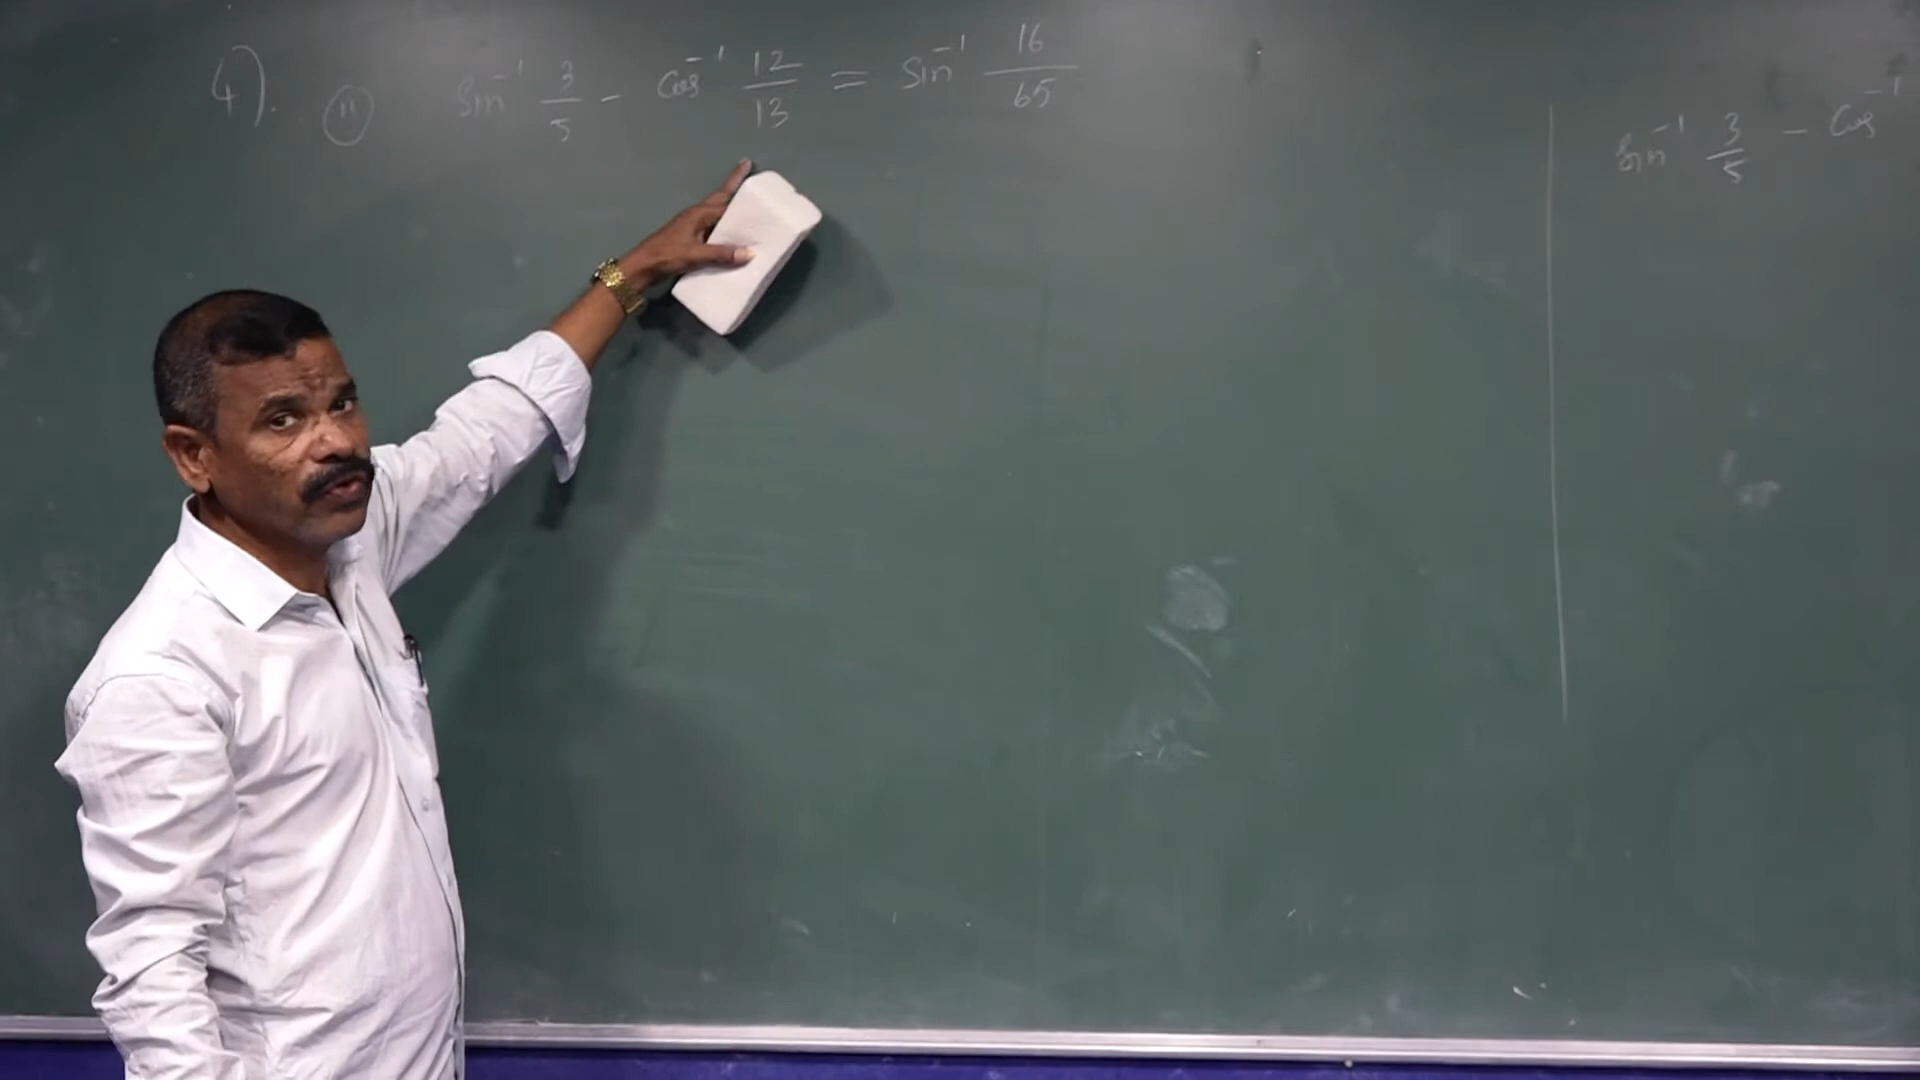 4). (ii) Sin⁻¹ 3/5 - Cos⁻¹ 12/13 = Sin⁻¹ 16/65
Sin⁻¹ 3/5 - Cos⁻¹